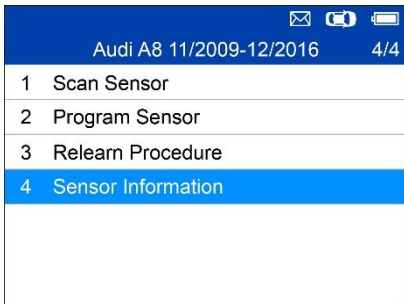 Audi A8 11/2009-12/2016 4/4
1 Scan Sensor
2 Program Sensor
3 Relearn Procedure
4 Sensor Information